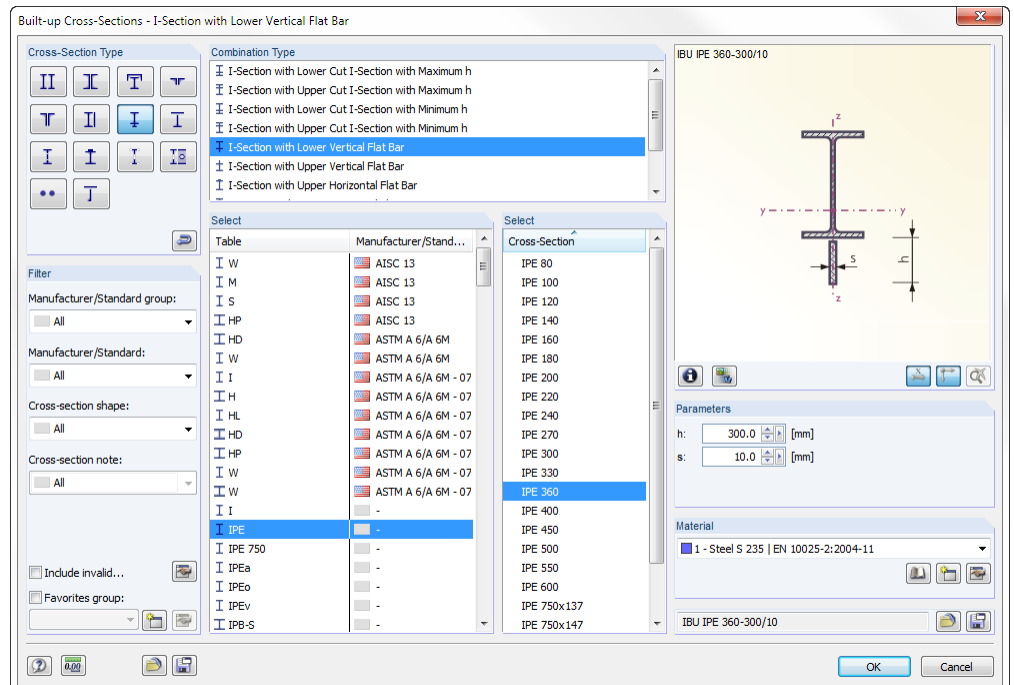 Built-up Cross-Sections - I-Section with Lower Vertical Flat Bar
Cross-Section Type
Combination Type
I-Section with Lower Cut I-Section with Maximum h
I-Section with Upper Cut I-Section with Maximum h
I-Section with Lower Cut I-Section with Minimum h
I-Section with Upper Cut I-Section with Minimum h
I-Section with Lower Vertical Flat Bar
I-Section with Upper Vertical Flat Bar
I-Section with Upper Horizontal Flat Bar
Filter
Manufacturer/Standard group:
All
Manufacturer/Standard:
All
Cross-section shape:
All
Cross-section note:
All
Include invalid...
Favorites group:
Select
Table Manufacturer/Stand...
W AISC 13
M AISC 13
S AISC 13
HP AISC 13
HD ASTM A 6/A 6M
W ASTM A 6/A 6M
I ASTM A 6/A 6M - 07
H ASTM A 6/A 6M - 07
HL ASTM A 6/A 6M - 07
HD ASTM A 6/A 6M - 07
HP ASTM A 6/A 6M - 07
W ASTM A 6/A 6M - 07
W ASTM A 6/A 6M - 07
I -
IPE -
IPE 750 -
IPEa -
IPEo -
IPEv -
IPB-S -
Select
Cross-Section
IPE 80
IPE 100
IPE 120
IPE 140
IPE 160
IPE 180
IPE 200
IPE 220
IPE 240
IPE 270
IPE 300
IPE 330
IPE 360
IPE 400
IPE 450
IPE 500
IPE 550
IPE 600
IPE 750x137
IPE 750x147
IBU IPE 360-300/10
z
y y
s h
z
Parameters
h: 300.0 [mm]
s: 10.0 [mm]
Material
1 - Steel S 235 | EN 10025-2:2004-11
IBU IPE 360-300/10
0.00
OK Cancel